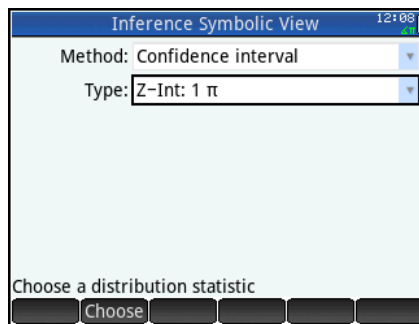 Inference Symbolic View 12:08
∠π
Method: Confidence interval
Type: Z-Int: 1 π
Choose a distribution statistic
Choose